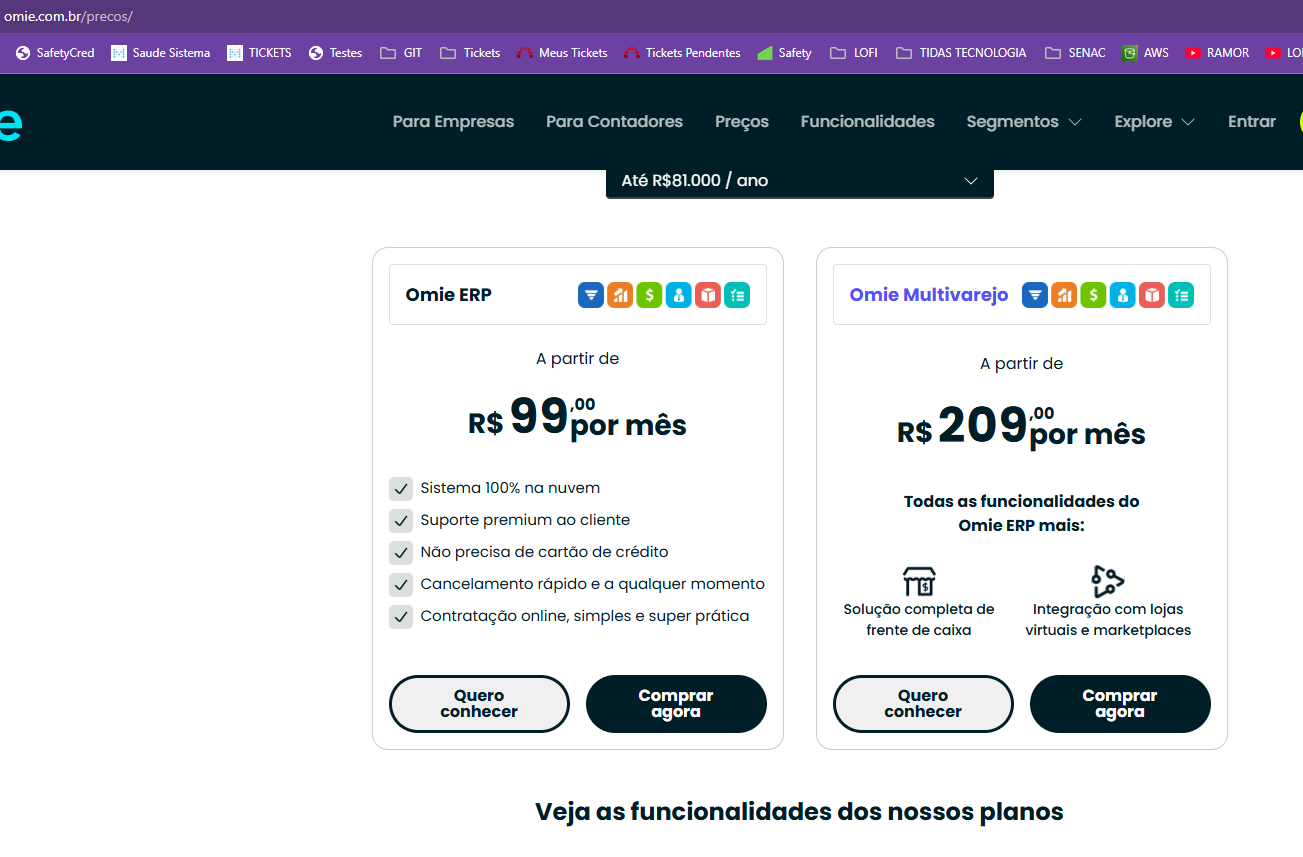 omie.com.br/precos/
SafetyCred Saude Sistema TICKETS Testes GIT Tickets Meus Tickets Tickets Pendentes Safety LOFI TIDAS TECNOLOGIA SENAC AWS RAMOR
e Para Empresas Para Contadores Preços Funcionalidades Segmentos Explore Entrar
Até R$81.000 / ano
Omie ERP
A partir de
R$ 99,00 por mês
Sistema 100% na nuvem
Suporte premium ao cliente
Não precisa de cartão de crédito
Cancelamento rápido e a qualquer momento
Contratação online, simples e super prática
Quero
conhecer
Comprar
agora
Omie Multivarejo
A partir de
R$ 209,00 por mês
Todas as funcionalidades do
Omie ERP mais:
Solução completa de
frente de caixa
Integração com lojas
virtuais e marketplaces
Quero
conhecer
Comprar
agora
Veja as funcionalidades dos nossos planos